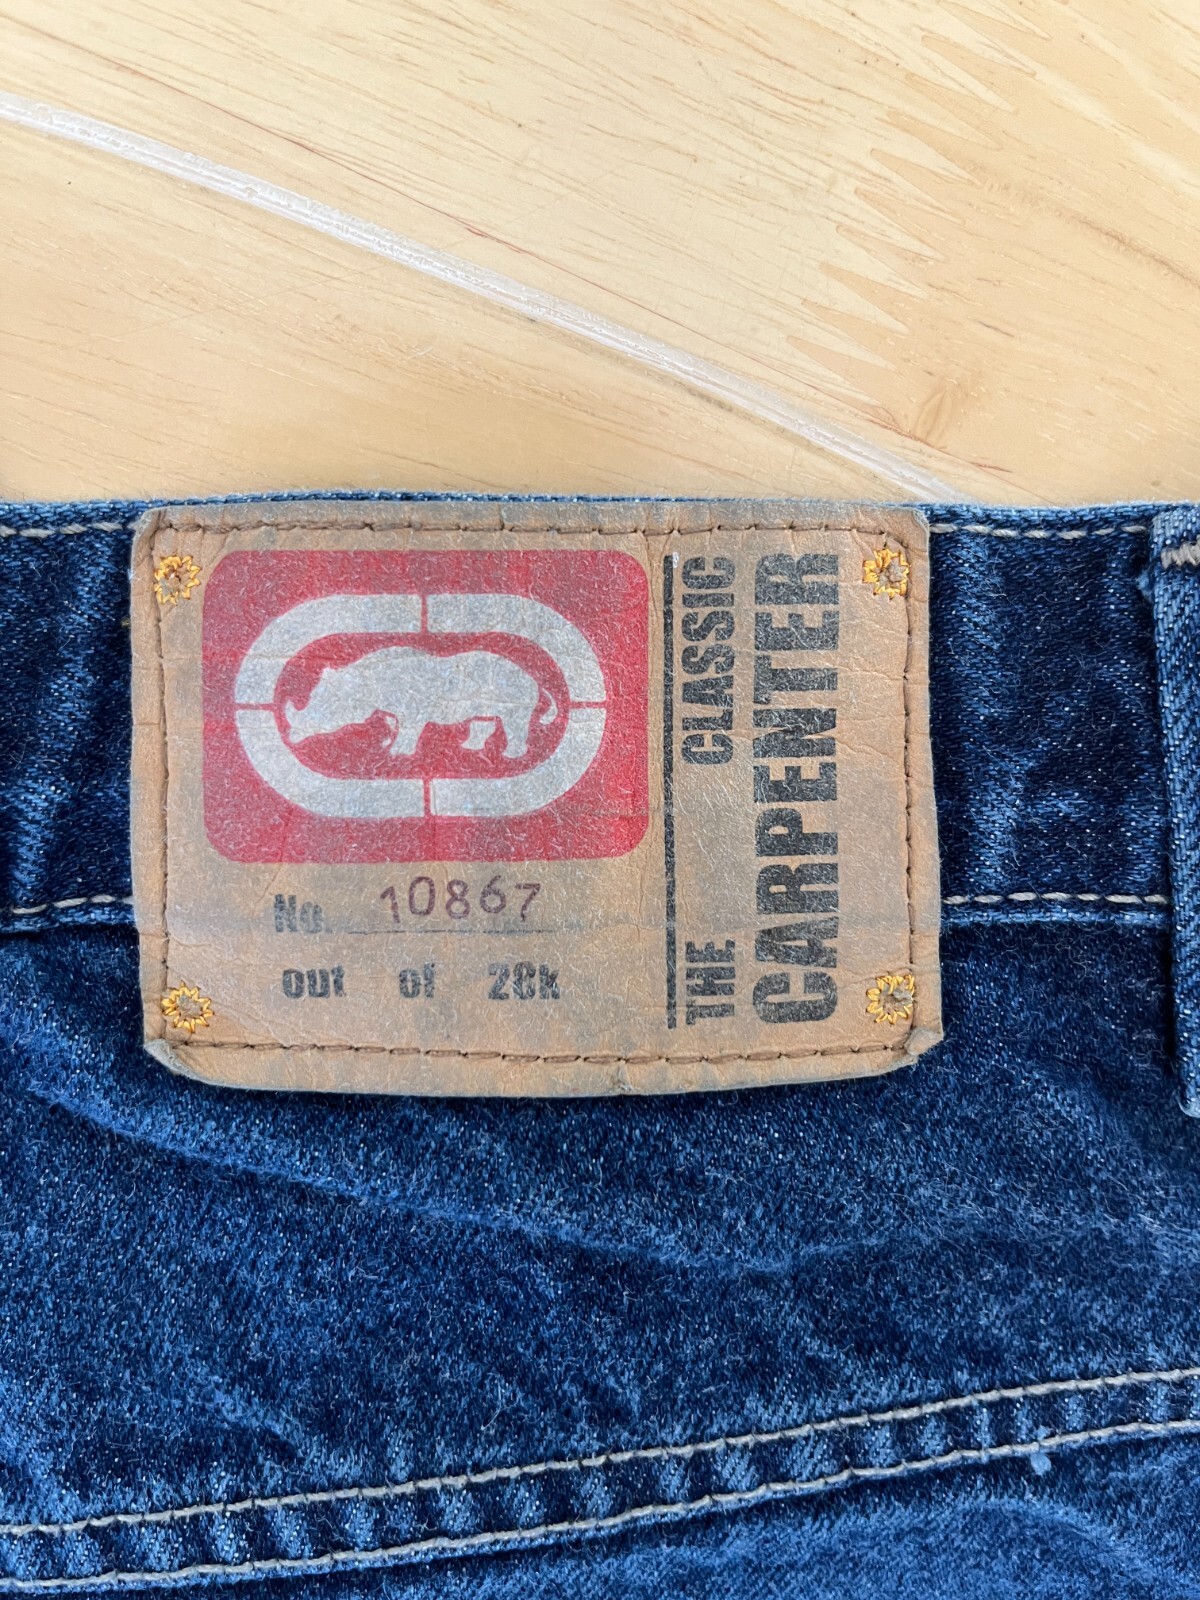 No. 10867
out of 28k
THE CLASSIC
CARPENTER